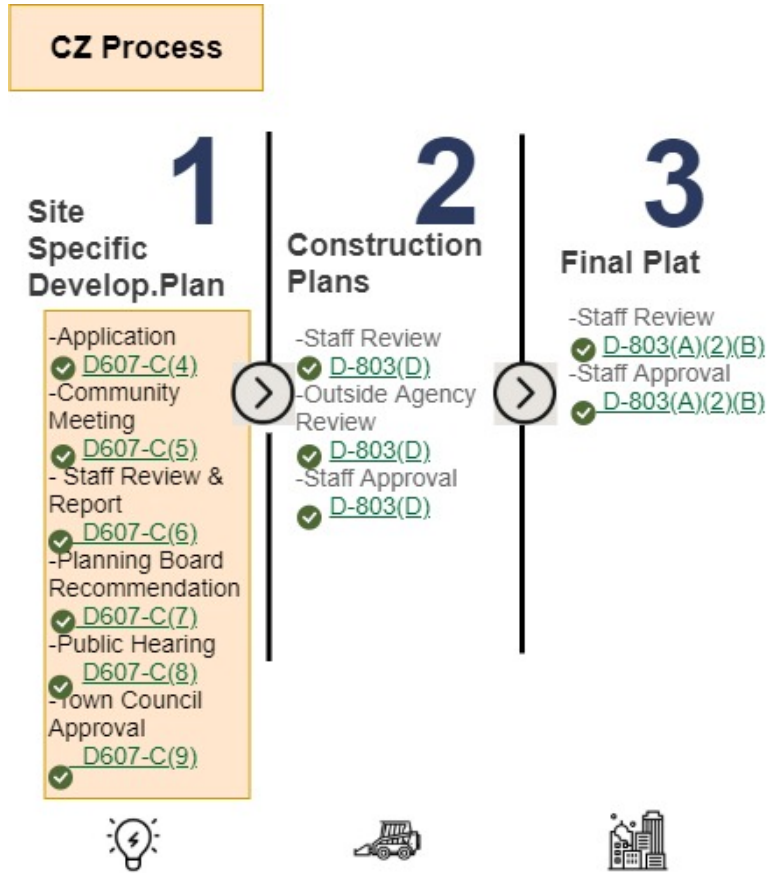 CZ Process
1
Site
Specific
Develop.Plan
-Application
D607-C(4)
-Community
Meeting
D607-C(5)
- Staff Review &
Report
D607-C(6)
-Planning Board
Recommendation
D607-C(7)
-Public Hearing
D607-C(8)
-Town Council
Approval
D607-C(9)
2
Construction
Plans
-Staff Review
D-803(D)
-Outside Agency
Review
D-803(D)
-Staff Approval
D-803(D)
3
Final Plat
-Staff Review
D-803(A)(2)(B)
-Staff Approval
D-803(A)(2)(B)